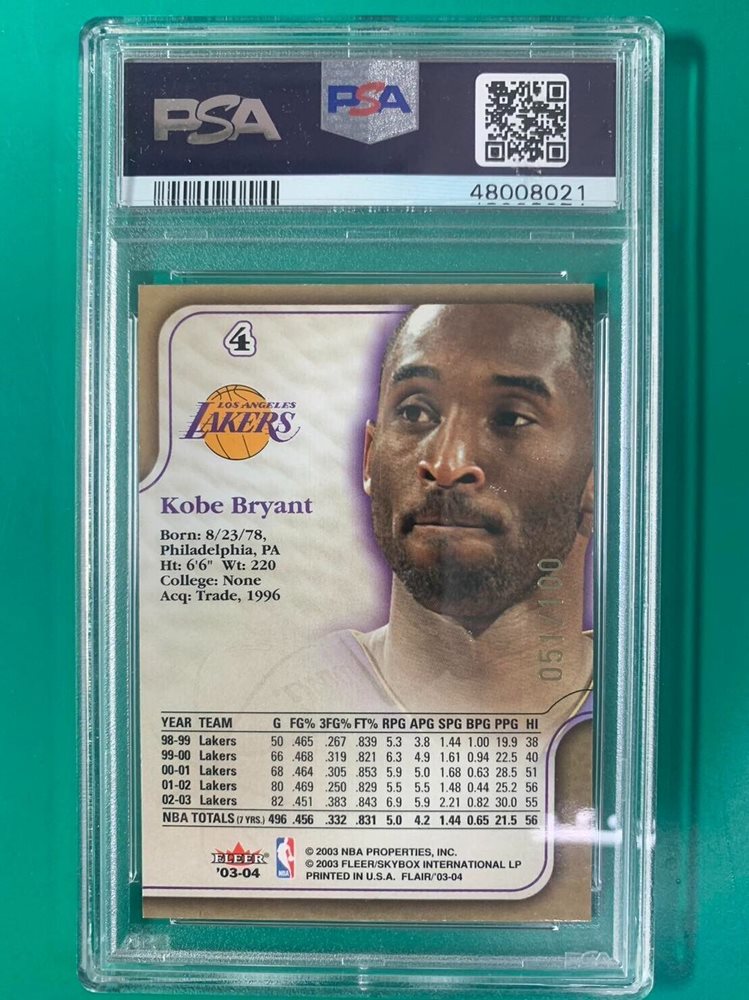 PSA
PSA
48008021
4
LOS ANGELES
LAKERS
Kobe Bryant
Born: 8/23/78,
Philadelphia, PA
Ht: 6'6" Wt: 220
College: None
Acq: Trade, 1996
051/100
YEAR TEAM G FG% 3FG% FT% RPG APG SPG BPG PPG HI
98-99 Lakers 50 .465 .267 .839 5.3 3.8 1.44 1.00 19.9 38
99-00 Lakers 66 .468 .319 .821 6.3 4.9 1.61 0.94 22.5 40
00-01 Lakers 68 .464 .305 .853 5.9 5.0 1.68 0.63 28.5 51
01-02 Lakers 80 .469 .250 .829 5.5 5.5 1.48 0.44 25.2 56
02-03 Lakers 82 .451 .383 .843 6.9 5.9 2.21 0.82 30.0 55
NBA TOTALS (7 YRS.) 496 .456 .332 .831 5.0 4.2 1.44 0.65 21.5 56
FLEER
'03-04
NBA
© 2003 NBA PROPERTIES, INC.
© 2003 FLEER/SKYBOX INTERNATIONAL LP
PRINTED IN U.S.A. FLAIR/'03-04